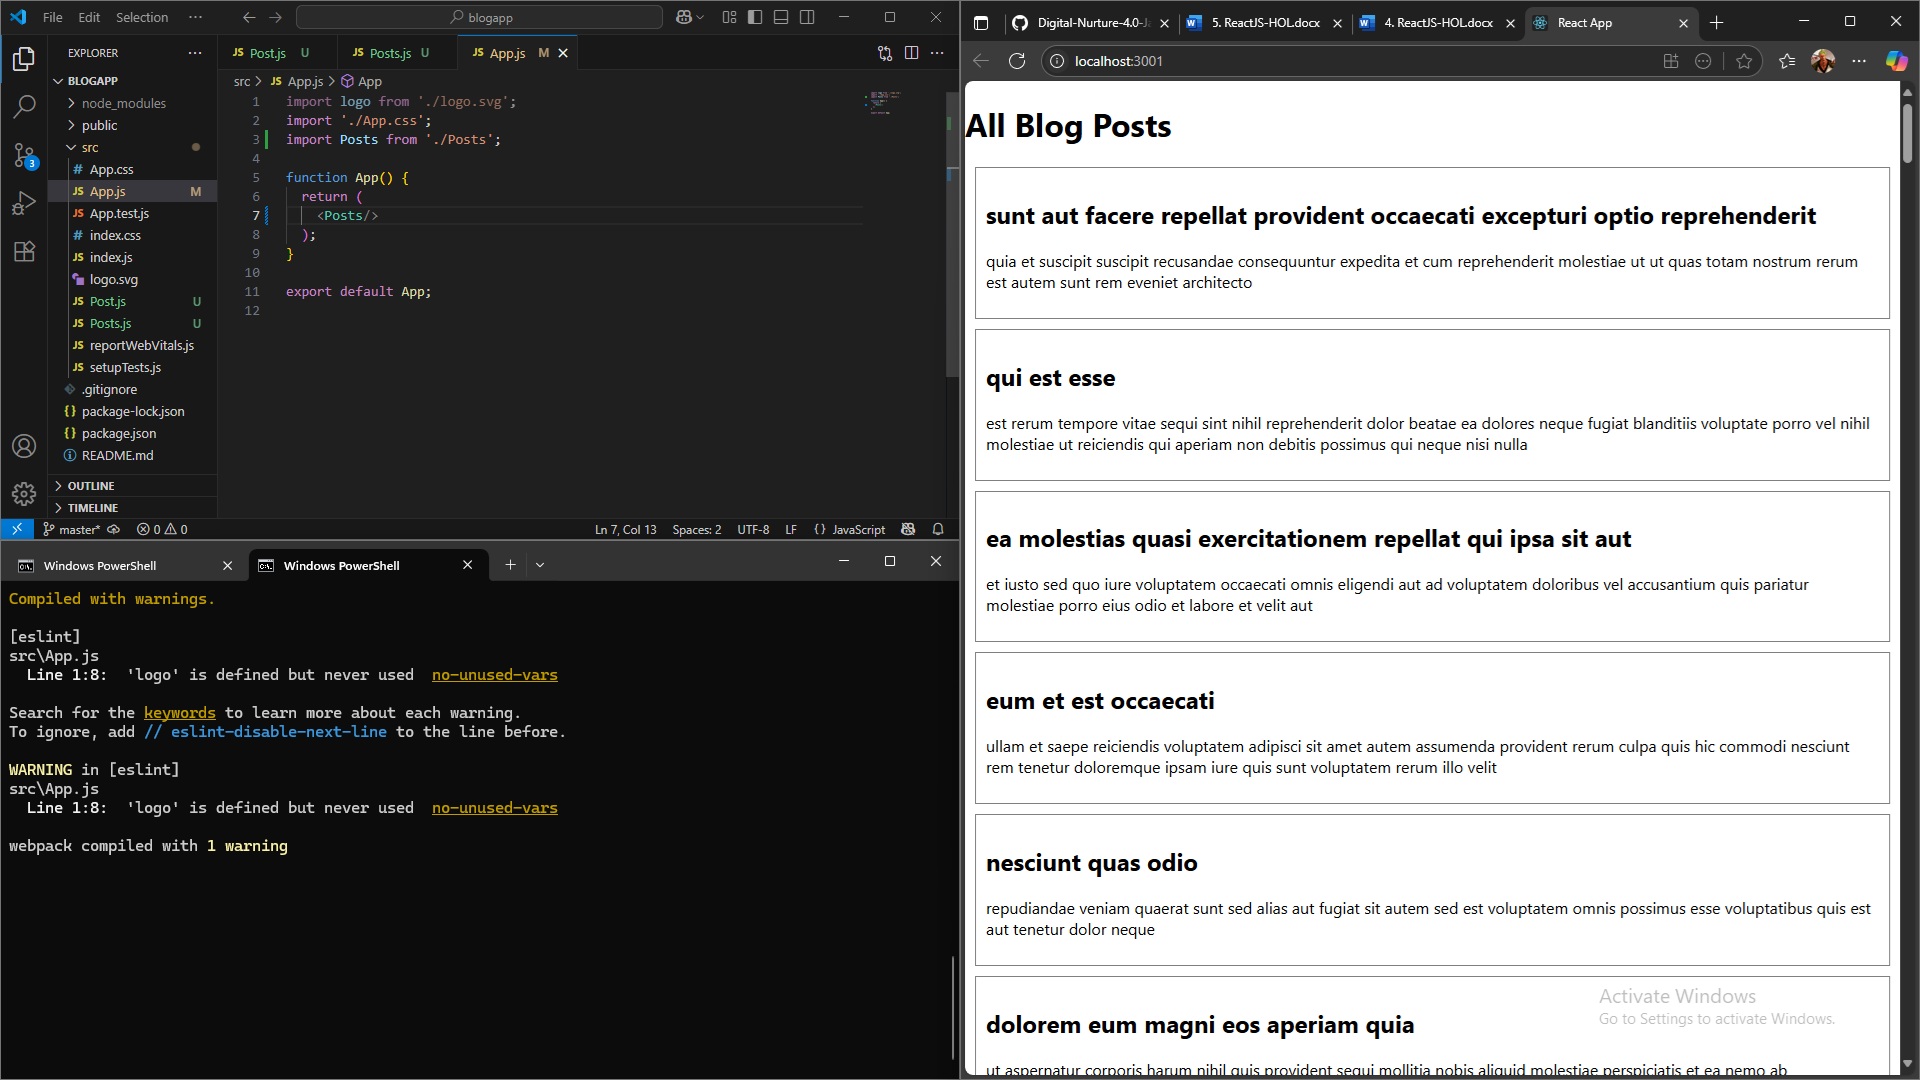 File Edit Selection ··· blogapp
EXPLORER ···
BLOGAPP
node_modules
public
src
# App.css
JS App.js M
JS App.test.js
# index.css
JS index.js
logo.svg
JS Post.js U
JS Posts.js U
JS reportWebVitals.js
JS setupTests.js
.gitignore
{} package-lock.json
{} package.json
README.md
OUTLINE
TIMELINE
3
JS Post.js U JS Posts.js U JS App.js M
src > JS App.js > App
1 import logo from './logo.svg';
2 import './App.css';
3 import Posts from './Posts';
4
5 function App() {
6 return (
7 <Posts/>
8 );
9 }
10
11 export default App;
12
master* 0 0 Ln 7, Col 13 Spaces: 2 UTF-8 LF {} JavaScript
Windows PowerShell Windows PowerShell
Compiled with warnings.
[eslint]
src\App.js
Line 1:8: 'logo' is defined but never used no-unused-vars
Search for the keywords to learn more about each warning.
To ignore, add // eslint-disable-next-line to the line before.
WARNING in [eslint]
src\App.js
Line 1:8: 'logo' is defined but never used no-unused-vars
webpack compiled with 1 warning
Digital-Nurture-4.0-J 5. ReactJS-HOL.docx 4. ReactJS-HOL.docx React App
localhost:3001
All Blog Posts
sunt aut facere repellat provident occaecati excepturi optio reprehenderit
quia et suscipit suscipit recusandae consequuntur expedita et cum reprehenderit molestiae ut ut quas totam nostrum rerum
est autem sunt rem eveniet architecto
qui est esse
est rerum tempore vitae sequi sint nihil reprehenderit dolor beatae ea dolores neque fugiat blanditiis voluptate porro vel nihil
molestiae ut reiciendis qui aperiam non debitis possimus qui neque nisi nulla
ea molestias quasi exercitationem repellat qui ipsa sit aut
et iusto sed quo iure voluptatem occaecati omnis eligendi aut ad voluptatem doloribus vel accusantium quis pariatur
molestiae porro eius odio et labore et velit aut
eum et est occaecati
ullam et saepe reiciendis voluptatem adipisci sit amet autem assumenda provident rerum culpa quis hic commodi nesciunt
rem tenetur doloremque ipsam iure quis sunt voluptatem rerum illo velit
nesciunt quas odio
repudiandae veniam quaerat sunt sed alias aut fugiat sit autem sed est voluptatem omnis possimus esse voluptatibus quis est
aut tenetur dolor neque
dolorem eum magni eos aperiam quia
ut aspernatur corporis harum nihil quis provident sequi mollitia nobis aliquid molestiae perspiciatis et ea nemo ab
Activate Windows
Go to Settings to activate Windows.